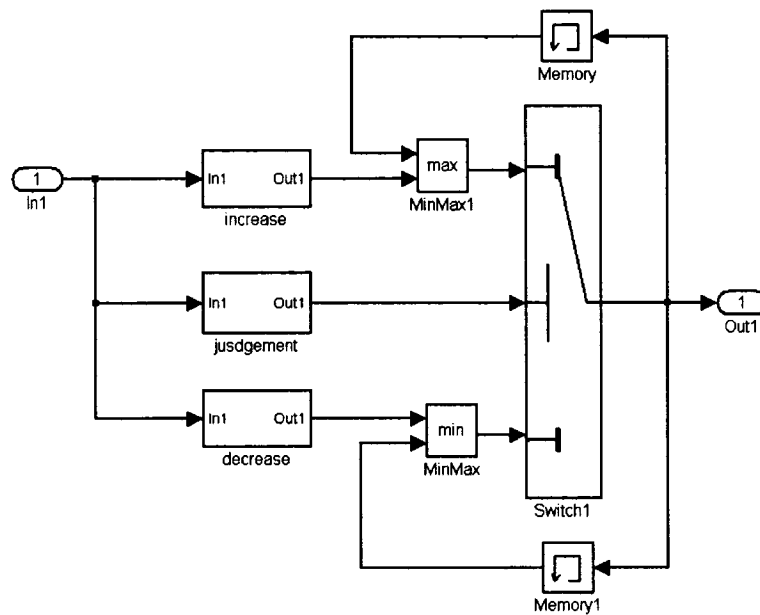 Memory
In1 Out1
max
1
In1
increase
MinMax1
In1 Out1
1
Out1
jusdgement
In1 Out1
min
decrease
MinMax
Switch1
Memory1